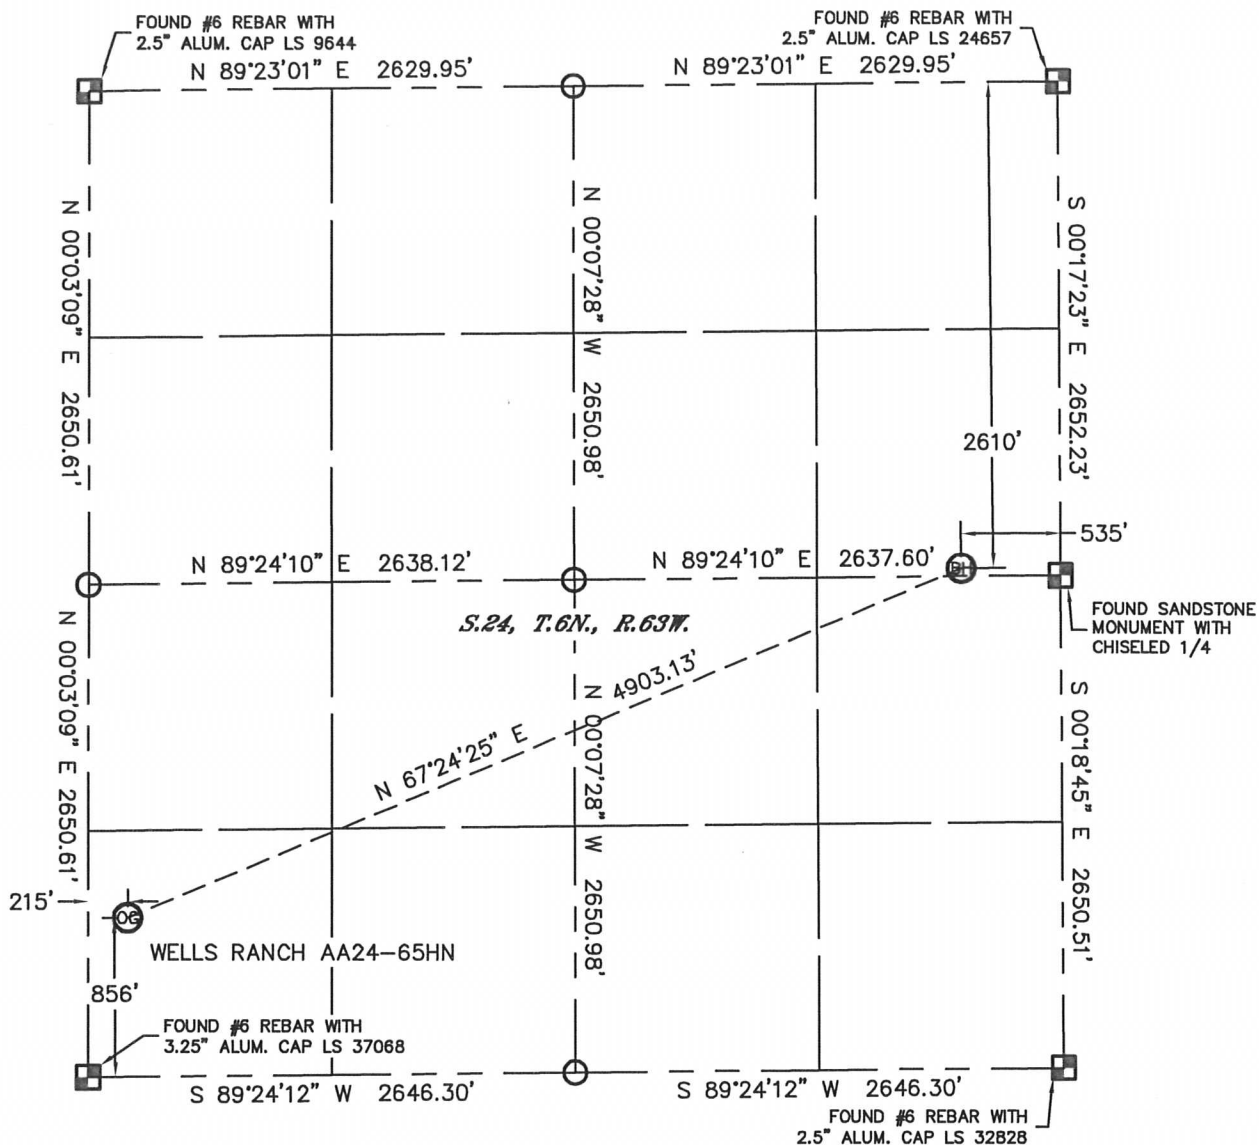 FOUND #6 REBAR WITH
2.5" ALUM. CAP LS 9644
FOUND #6 REBAR WITH
2.5" ALUM. CAP LS 24657
N 89°23'01" E 2629.95'
N 89°23'01" E 2629.95'
N 00°03'09" E 2650.61'
N 00°07'28" W 2650.98'
S 00°17'23" E 2652.23'
2610'
535'
N 89°24'10" E 2638.12'
N 89°24'10" E 2637.60'
FOUND SANDSTONE
MONUMENT WITH
CHISELED 1/4
S.24, T.6N., R.63W.
N 67°24'25" E 4903.13'
N 00°03'09" E 2650.61'
N 00°07'28" W 2650.98'
S 00°18'45" E 2650.51'
215'
OG
WELLS RANCH AA24-65HN
856'
FOUND #6 REBAR WITH
3.25" ALUM. CAP LS 37068
S 89°24'12" W 2646.30'
S 89°24'12" W 2646.30'
FOUND #6 REBAR WITH
2.5" ALUM. CAP LS 32828